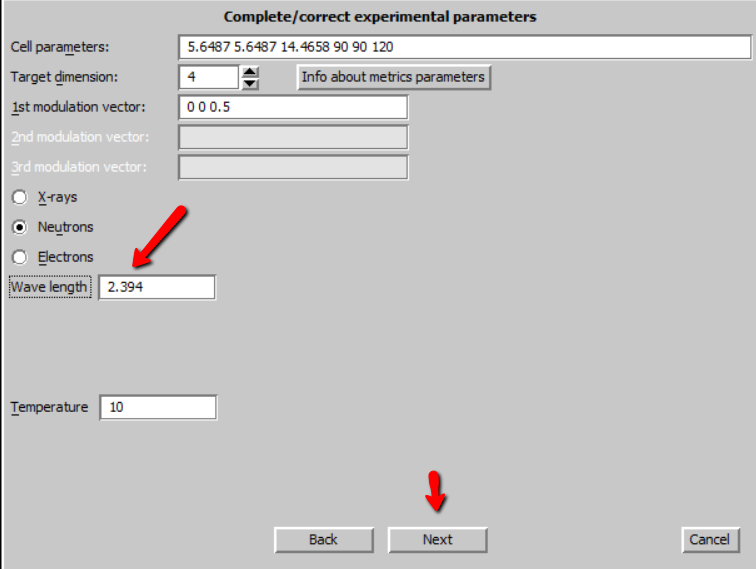 Complete/correct experimental parameters
Cell parameters: 5.6487 5.6487 14.4658 90 90 120
Target dimension: 4 Info about metrics parameters
1st modulation vector: 0 0 0.5
2nd modulation vector:
3rd modulation vector:
X-rays
Neutrons
Electrons
Wave length 2.394
Temperature 10
Back Next Cancel